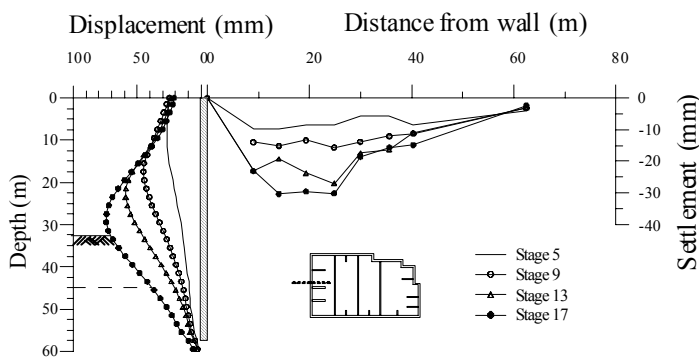 Displacement (mm) Distance from wall (m)
100 50 00 20 40 60 80
0 0
10 -10
20 -20
30 -30
40 -40
50
60
Depth (m)
Settlement (mm)
Stage 5
Stage 9
Stage 13
Stage 17